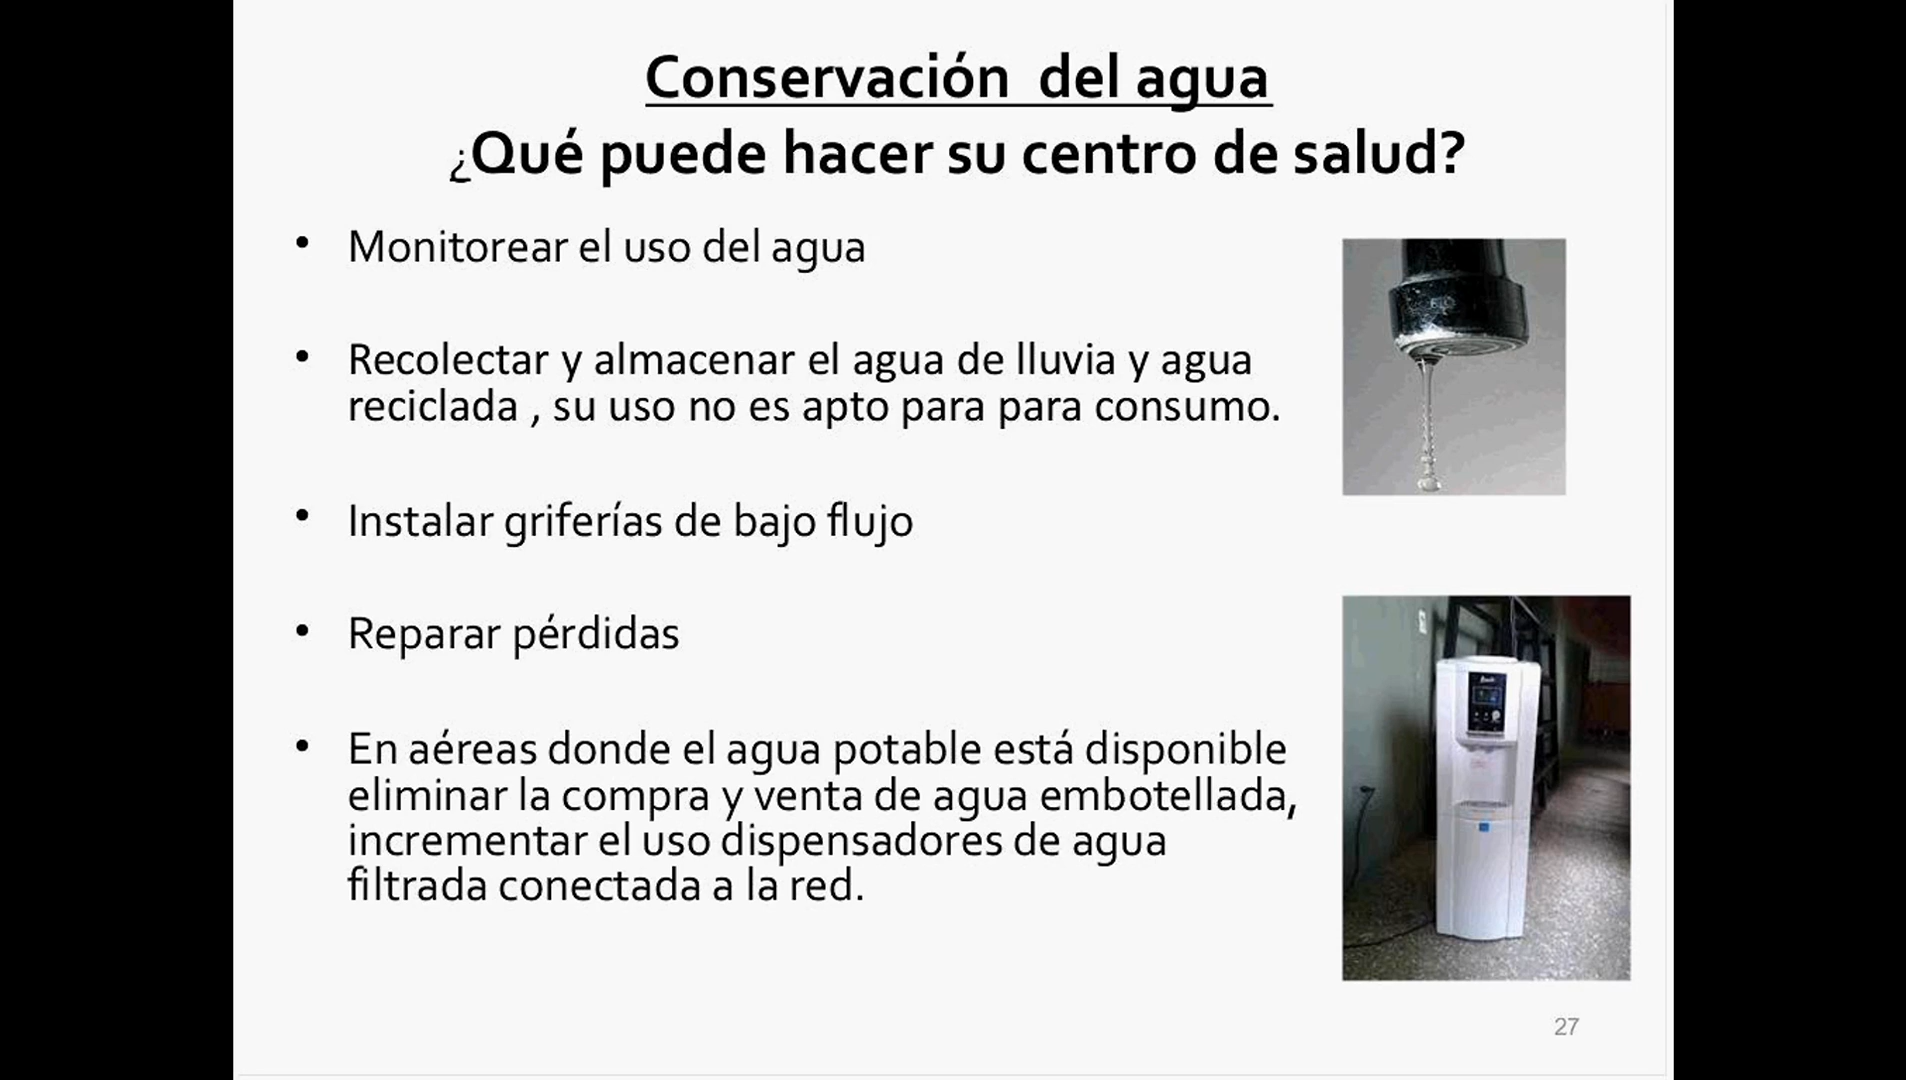 Conservación del agua
¿Qué puede hacer su centro de salud?
• Monitorear el uso del agua
• Recolectar y almacenar el agua de lluvia y agua
reciclada , su uso no es apto para para consumo.
• Instalar griferías de bajo flujo
• Reparar pérdidas
• En aéreas donde el agua potable está disponible
eliminar la compra y venta de agua embotellada,
incrementar el uso dispensadores de agua
filtrada conectada a la red.
27